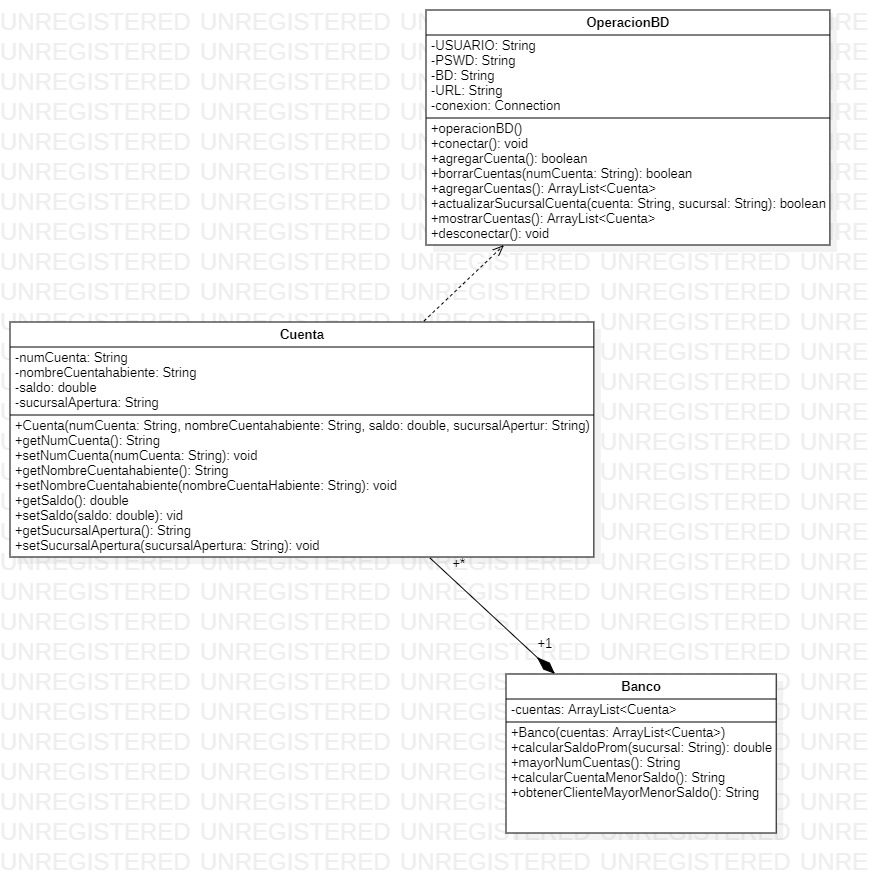 OperacionBD
-USUARIO: String
-PSWD: String
-BD: String
-URL: String
-conexion: Connection
+operacionBD()
+conectar(): void
+agregarCuenta(): boolean
+borrarCuentas(numCuenta: String): boolean
+agregarCuentas(): ArrayList<Cuenta>
+actualizarSucursalCuenta(cuenta: String, sucursal: String): boolean
+mostrarCuentas(): ArrayList<Cuenta>
+desconectar(): void
Cuenta
-numCuenta: String
-nombreCuentahabiente: String
-saldo: double
-sucursalApertura: String
+Cuenta(numCuenta: String, nombreCuentahabiente: String, saldo: double, sucursalApertur: String)
+getNumCuenta(): String
+setNumCuenta(numCuenta: String): void
+getNombreCuentahabiente(): String
+setNombreCuentahabiente(nombreCuentaHabiente: String): void
+getSaldo(): double
+setSaldo(saldo: double): vid
+getSucursalApertura(): String
+setSucursalApertura(sucursalApertura: String): void
+*
+1
Banco
-cuentas: ArrayList<Cuenta>
+Banco(cuentas: ArrayList<Cuenta>)
+calcularSaldoProm(sucursal: String): double
+mayorNumCuentas(): String
+calcularCuentaMenorSaldo(): String
+obtenerClienteMayorMenorSaldo(): String
UNREGISTERED